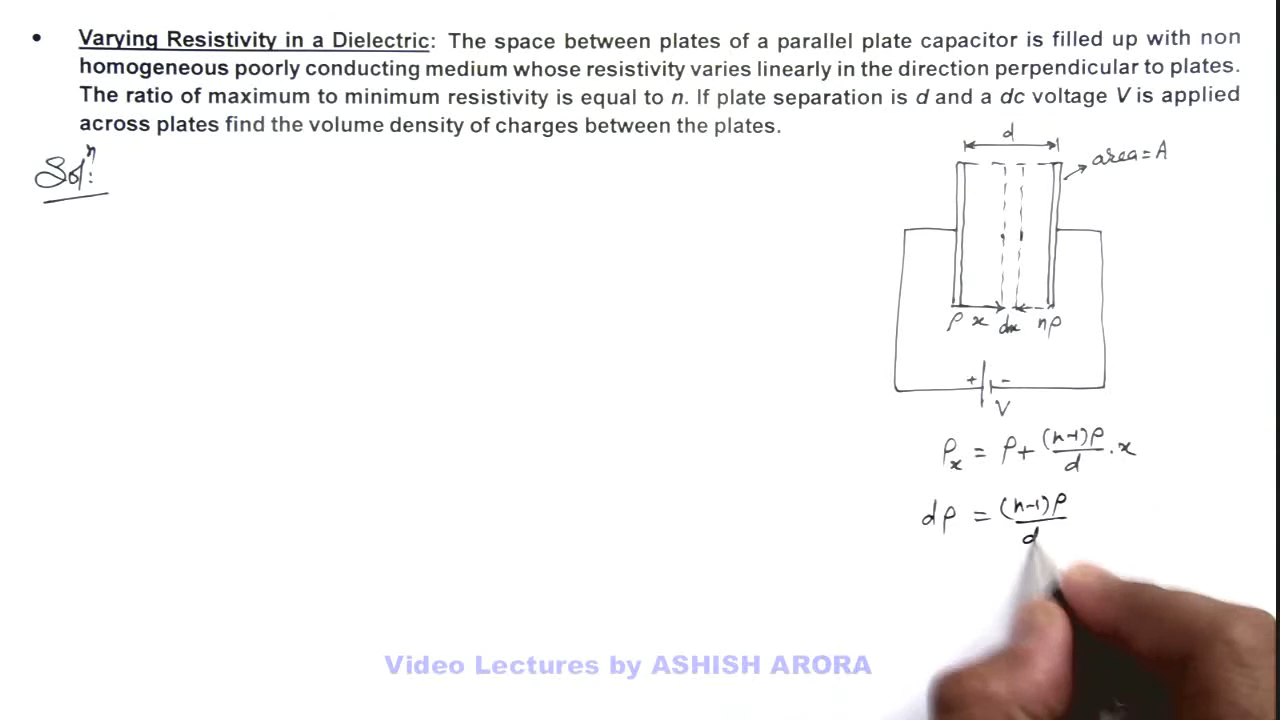 • Varying Resistivity in a Dielectric: The space between plates of a parallel plate capacitor is filled up with non
homogeneous poorly conducting medium whose resistivity varies linearly in the direction perpendicular to plates.
The ratio of maximum to minimum resistivity is equal to n. If plate separation is d and a dc voltage V is applied
across plates find the volume density of charges between the plates.
Solⁿ:
d
area = A
ρ x dx nρ
+ -
V
ρₓ = ρ + (n-1)ρ/d . x
dρ = (n-1)ρ/d
Video Lectures by ASHISH ARORA